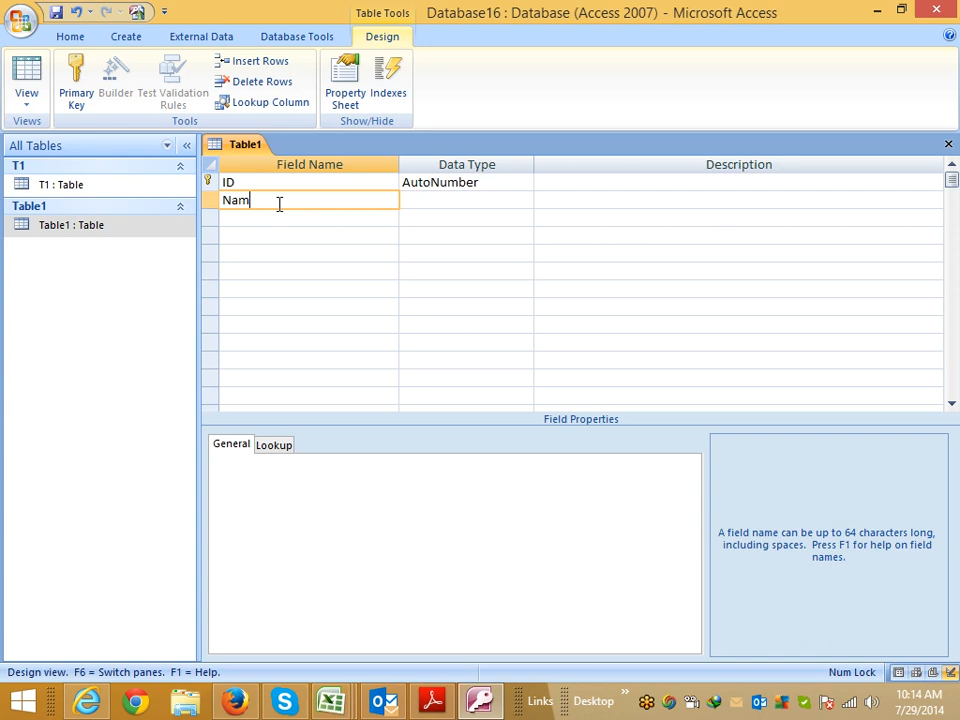 Table Tools
Database16 : Database (Access 2007) - Microsoft Access
Home
Create
External Data
Database Tools
Design
View
Primary Key
Builder
Test Validation Rules
Insert Rows
Delete Rows
Lookup Column
Property Sheet
Indexes
Views
Tools
Show/Hide
All Tables
«
T1
T1 : Table
Table1
Table1 : Table
Table1
Field Name
Data Type
Description
ID
AutoNumber
Nam
Field Properties
General
Lookup
A field name can be up to 64 characters long,
including spaces. Press F1 for help on field
names.
Design view. F6 = Switch panes. F1 = Help.
Num Lock
Links
Desktop
»
10:14 AM
7/29/2014